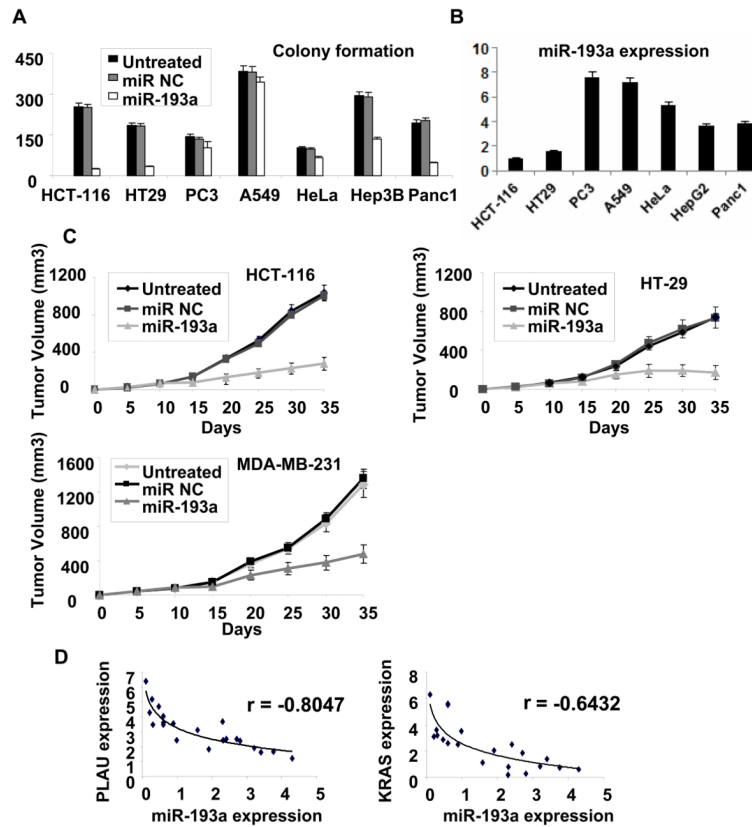 A
Colony formation
450
300
150
0
Untreated
miR NC
miR-193a
HCT-116 HT29 PC3 A549 HeLa Hep3B Panc1
B
miR-193a expression
10
8
6
4
2
0
HCT-116 HT29 PC3 A549 HeLa HepG2 Panc1
C
HCT-116
Tumor Volume (mm3)
1200
800
400
0
Untreated
miR NC
miR-193a
0 5 10 15 20 25 30 35
Days
HT-29
Tumor Volume (mm3)
1200
800
400
0
Untreated
miR NC
miR-193a
0 5 10 15 20 25 30 35
Days
MDA-MB-231
Tumor Volume (mm3)
1600
1200
800
400
0
Untreated
miR NC
miR-193a
0 5 10 15 20 25 30 35
Days
D
PLAU expression
7
6
5
4
3
2
1
0
r = -0.8047
0 1 2 3 4 5
miR-193a expression
KRAS expression
8
6
4
2
0
r = -0.6432
0 1 2 3 4 5
miR-193a expression